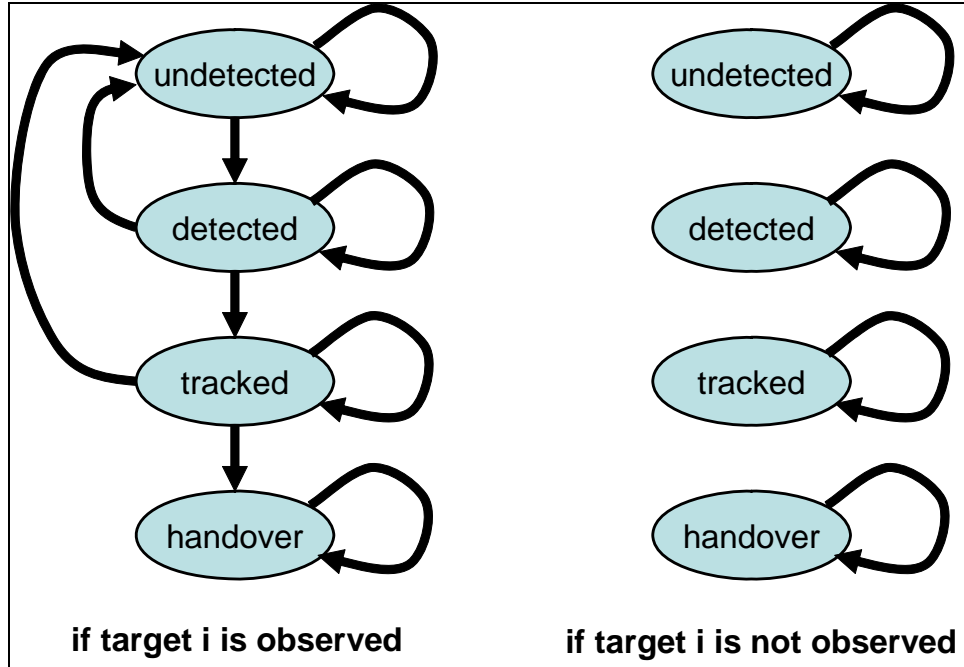 undetected
detected
tracked
handover
if target i is observed
undetected
detected
tracked
handover
if target i is not observed